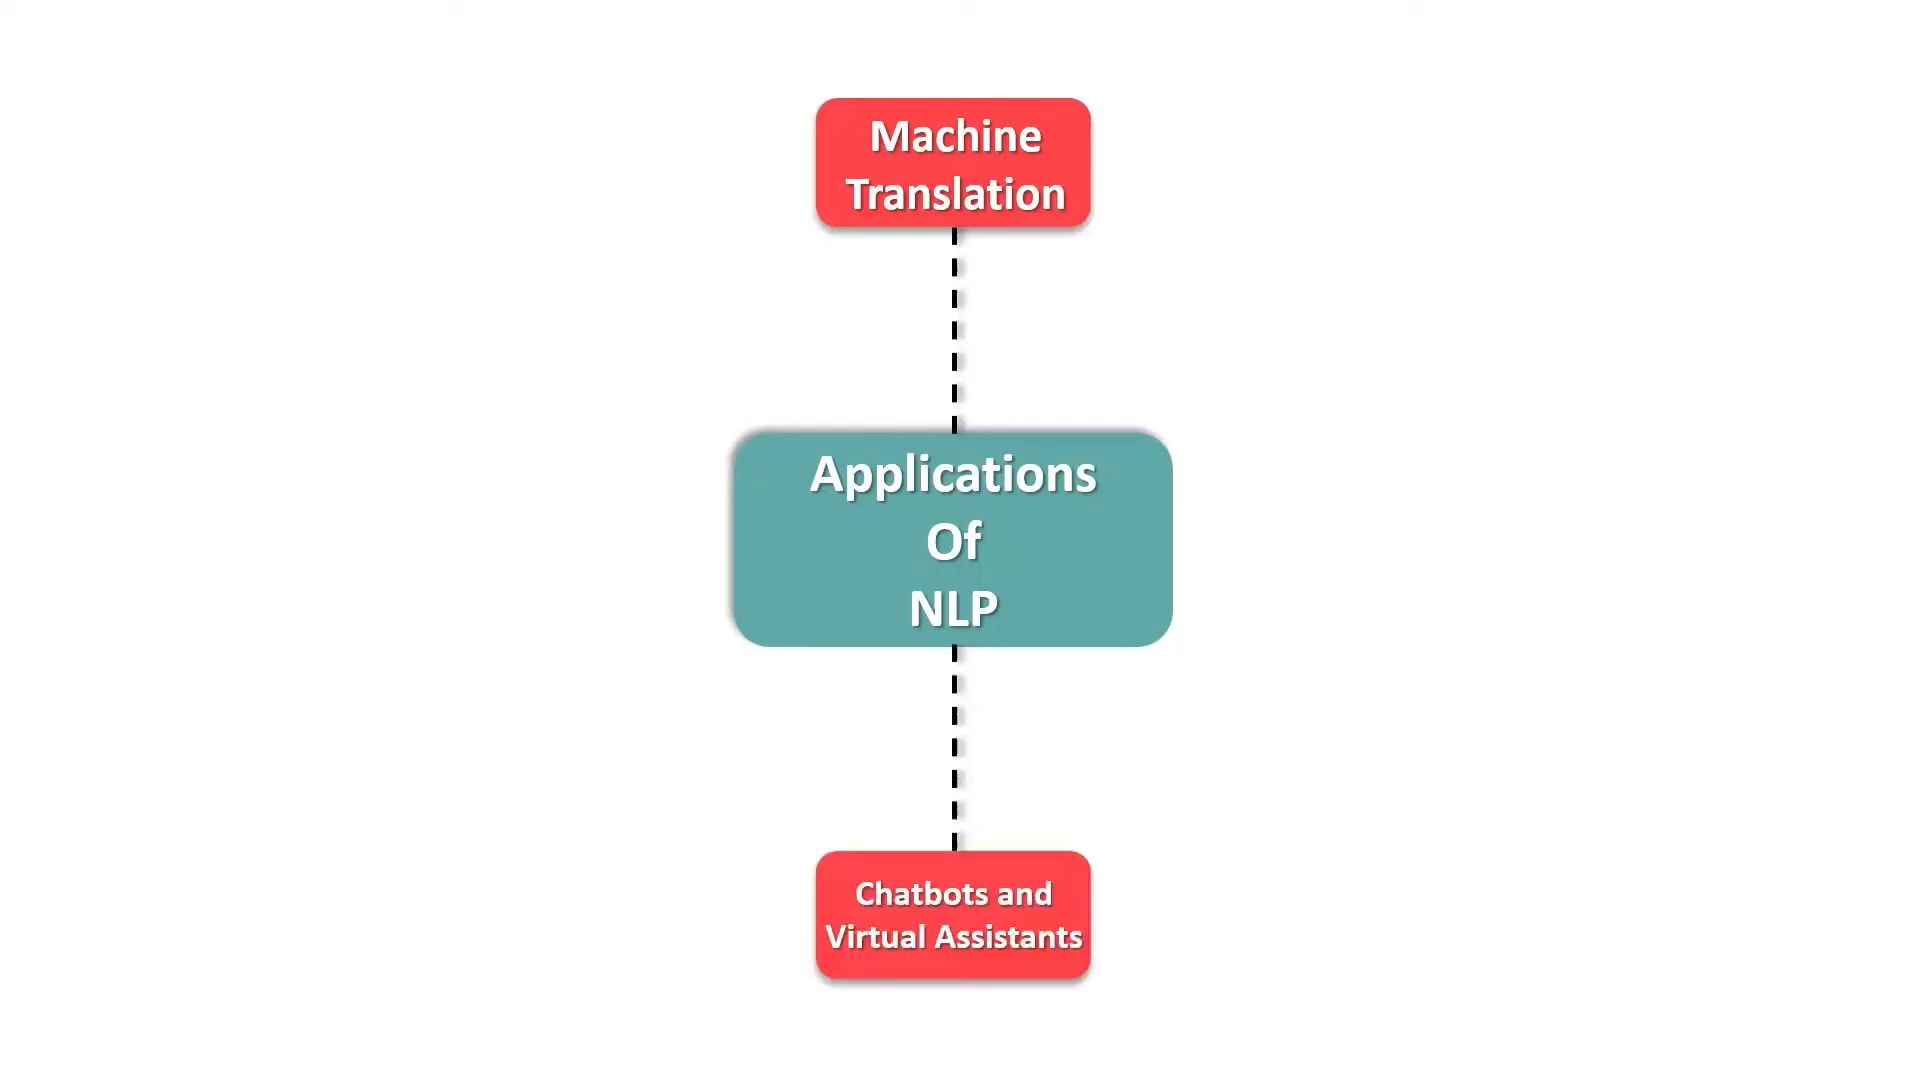 Machine
Translation
Applications
Of
NLP
Chatbots and
Virtual Assistants